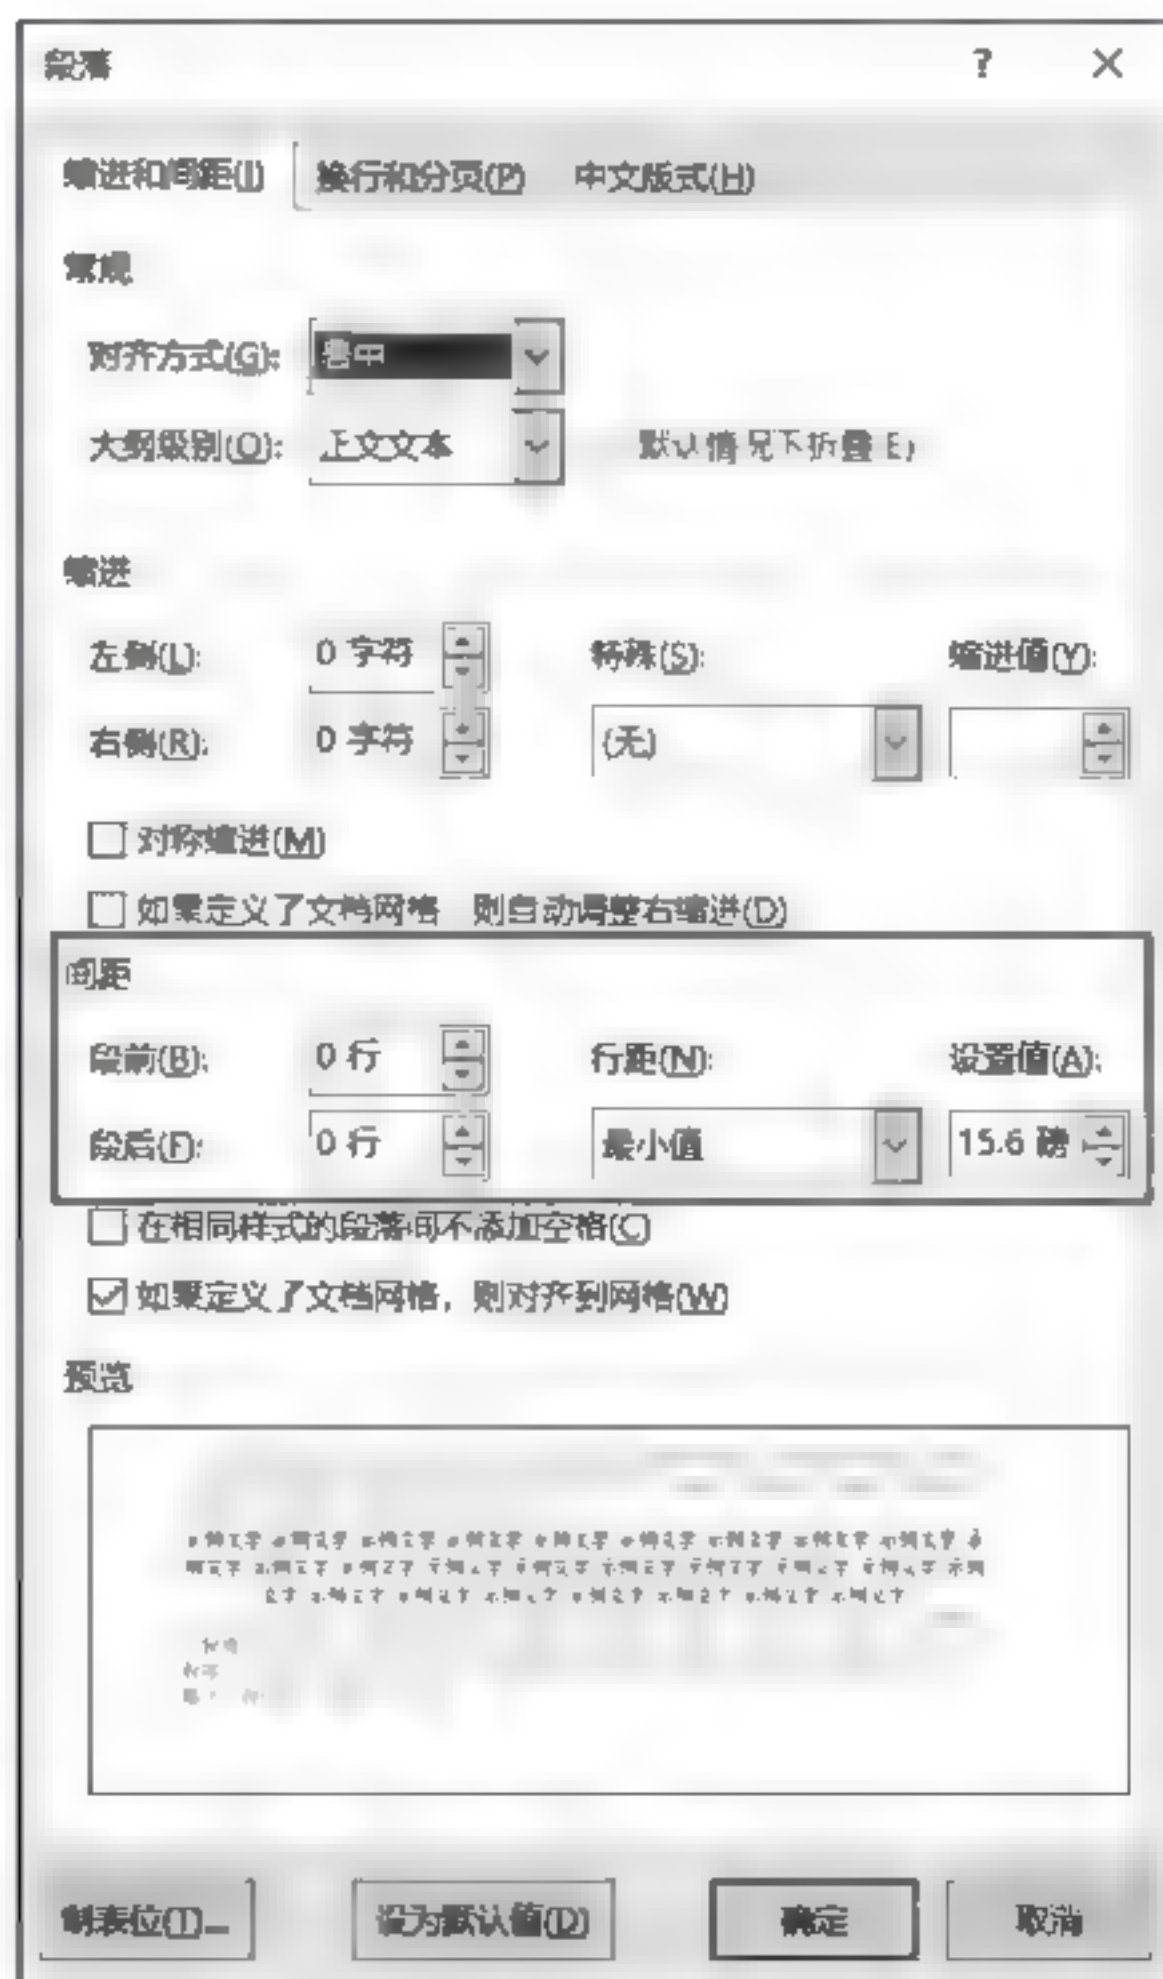 段落 ? ×
缩进和间距(I) 换行和分页(P) 中文版式(H)
常规
对齐方式(G): 居中
大纲级别(O): 正文文本 默认情况下折叠(E)
缩进
左侧(L): 0 字符 特殊(S): 缩进值(Y):
右侧(R): 0 字符 (无)
对称缩进(M)
如果定义了文档网格，则自动调整右缩进(D)
间距
段前(B): 0 行 行距(N): 设置值(A):
段后(F): 0 行 最小值 15.6 磅
在相同样式的段落间不添加空格(C)
如果定义了文档网格，则对齐到网格(W)
预览
制表位(T)... 设为默认值(D) 确定 取消